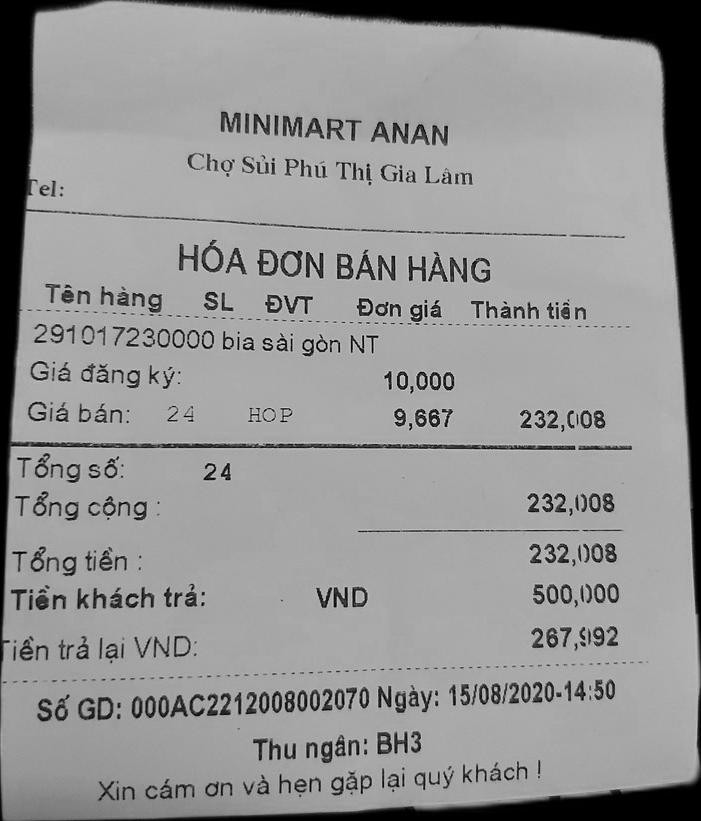 MINIMART ANAN
Chợ Sủi Phú Thị Gia Lâm
Tel:
HÓA ĐƠN BÁN HÀNG
Tên hàng SL ĐVT Đơn giá Thành tiền
291017230000 bia sài gòn NT
Giá đăng ký: 10,000
Giá bán: 24 HOP 9,667 232,008
Tổng số: 24
Tổng cộng : 232,008
Tổng tiền : 232,008
Tiền khách trả: VND 500,000
Tiền trả lại VND: 267,992
Số GD: 000AC2212008002070 Ngày: 15/08/2020-14:50
Thu ngân: BH3
Xin cám ơn và hẹn gặp lại quý khách !